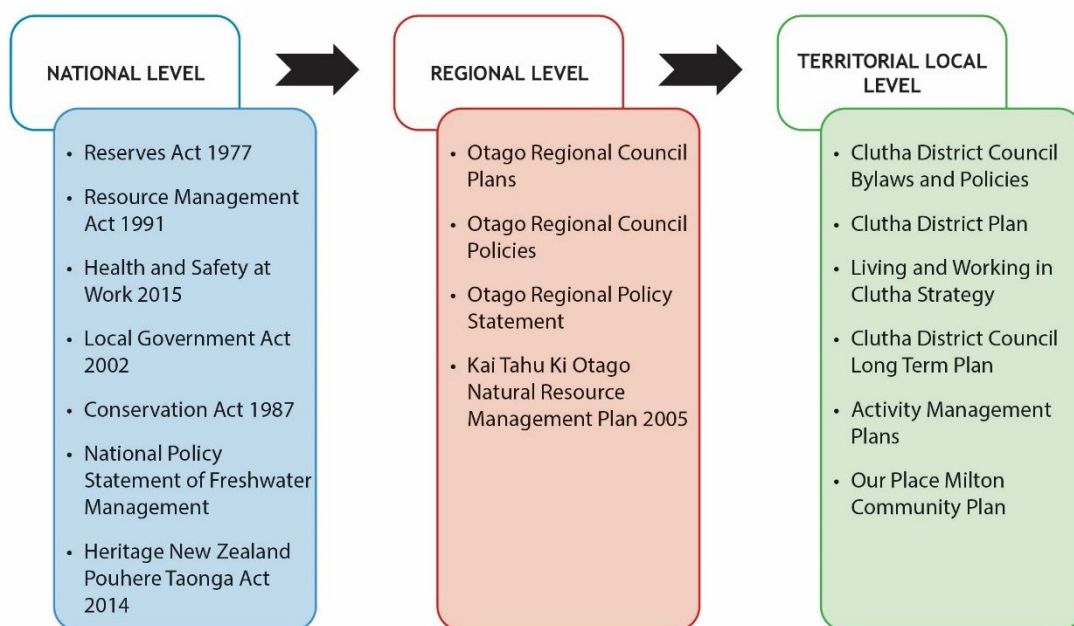 NATIONAL LEVEL
• Reserves Act 1977
• Resource Management
Act 1991
• Health and Safety at
Work 2015
• Local Government Act
2002
• Conservation Act 1987
• National Policy
Statement of Freshwater
Management
• Heritage New Zealand
Pouhere Taonga Act
2014
REGIONAL LEVEL
• Otago Regional Council
Plans
• Otago Regional Council
Policies
• Otago Regional Policy
Statement
• Kai Tahu Ki Otago
Natural Resource
Management Plan 2005
TERRITORIAL LOCAL
LEVEL
• Clutha District Council
Bylaws and Policies
• Clutha District Plan
• Living and Working in
Clutha Strategy
• Clutha District Council
Long Term Plan
• Activity Management
Plans
• Our Place Milton
Community Plan